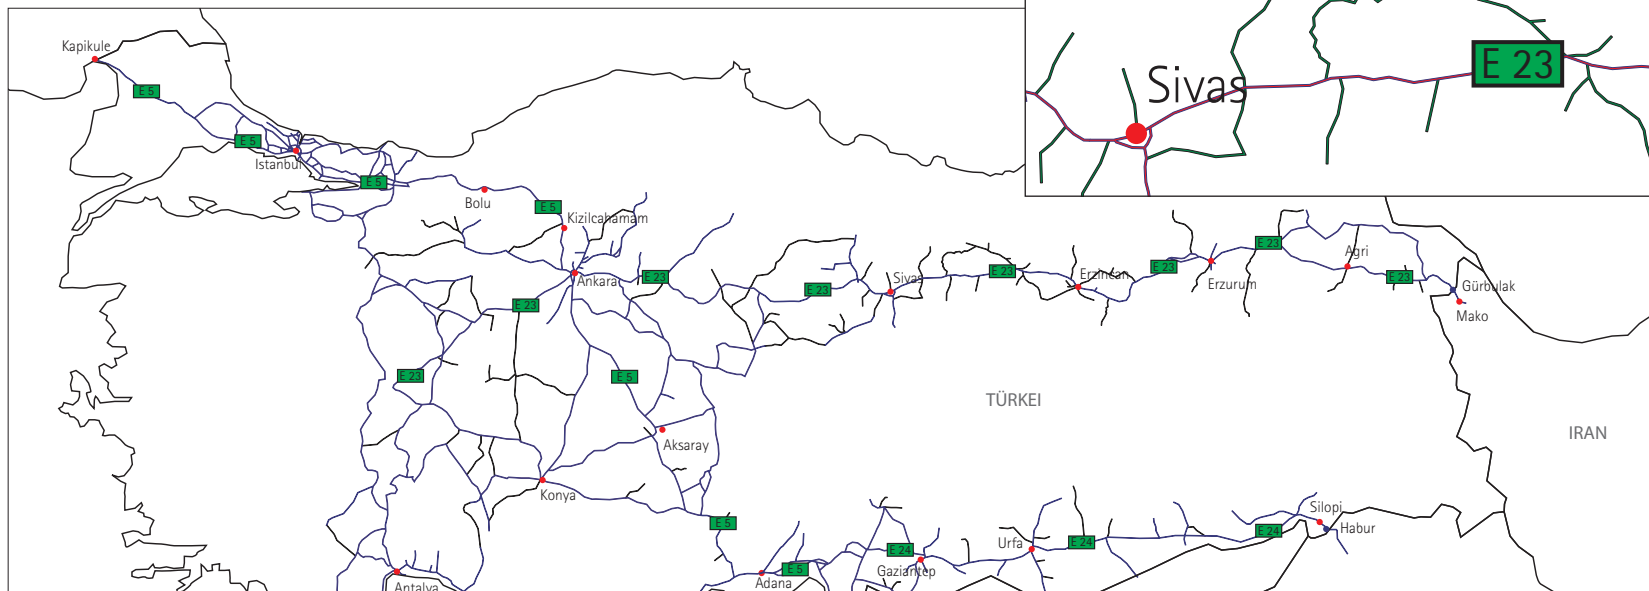 Kapikule
E 5
E 23
Sivas
E 5
Istanbul
E 5
Bolu
E 5
Kizilcahamam
Ankara
E 23
E 23
E 23
Sivas
E 23
Erzincan
E 23
Erzurum
E 23
Agri
E 23
Gürbulak
Mako
E 23
E 5
TÜRKEI
IRAN
Aksaray
Konya
E 5
Silopi
Habur
E 24
Urfa
E 24
E 24
Gaziantep
E 5
Adana
Antalya